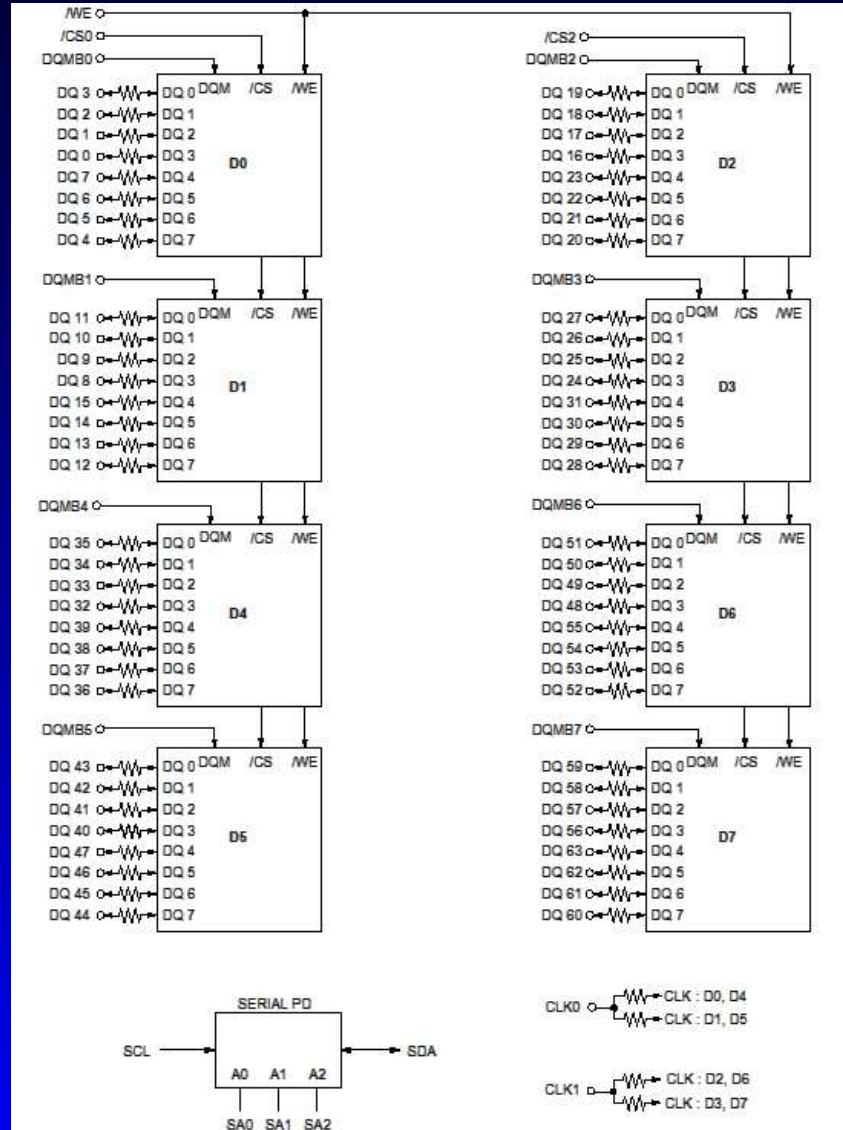 /WE
/CS0
DQMB0
DQM /CS /WE
DQ 3 DQ 0
DQ 2 DQ 1
DQ 1 DQ 2
DQ 0 DQ 3
D0
DQ 7 DQ 4
DQ 6 DQ 5
DQ 5 DQ 6
DQ 4 DQ 7
DQMB1
DQM /CS /WE
DQ 11 DQ 0
DQ 10 DQ 1
DQ 9 DQ 2
DQ 8 DQ 3
D1
DQ 15 DQ 4
DQ 14 DQ 5
DQ 13 DQ 6
DQ 12 DQ 7
DQMB4
DQM /CS /WE
DQ 35 DQ 0
DQ 34 DQ 1
DQ 33 DQ 2
DQ 32 DQ 3
D4
DQ 39 DQ 4
DQ 38 DQ 5
DQ 37 DQ 6
DQ 36 DQ 7
DQMB5
DQM /CS /WE
DQ 43 DQ 0
DQ 42 DQ 1
DQ 41 DQ 2
DQ 40 DQ 3
D5
DQ 47 DQ 4
DQ 46 DQ 5
DQ 45 DQ 6
DQ 44 DQ 7
/CS2
DQMB2
DQM /CS /WE
DQ 19 DQ 0
DQ 18 DQ 1
DQ 17 DQ 2
DQ 16 DQ 3
D2
DQ 23 DQ 4
DQ 22 DQ 5
DQ 21 DQ 6
DQ 20 DQ 7
DQMB3
DQM /CS /WE
DQ 27 DQ 0
DQ 26 DQ 1
DQ 25 DQ 2
DQ 24 DQ 3
D3
DQ 31 DQ 4
DQ 30 DQ 5
DQ 29 DQ 6
DQ 28 DQ 7
DQMB6
DQM /CS /WE
DQ 51 DQ 0
DQ 50 DQ 1
DQ 49 DQ 2
DQ 48 DQ 3
D6
DQ 55 DQ 4
DQ 54 DQ 5
DQ 53 DQ 6
DQ 52 DQ 7
DQMB7
DQM /CS /WE
DQ 59 DQ 0
DQ 58 DQ 1
DQ 57 DQ 2
DQ 56 DQ 3
D7
DQ 63 DQ 4
DQ 62 DQ 5
DQ 61 DQ 6
DQ 60 DQ 7
SERIAL PD
SCL SDA
A0 A1 A2
SA0 SA1 SA2
CLK0
CLK : D0, D4
CLK : D1, D5
CLK1
CLK : D2, D6
CLK : D3, D7